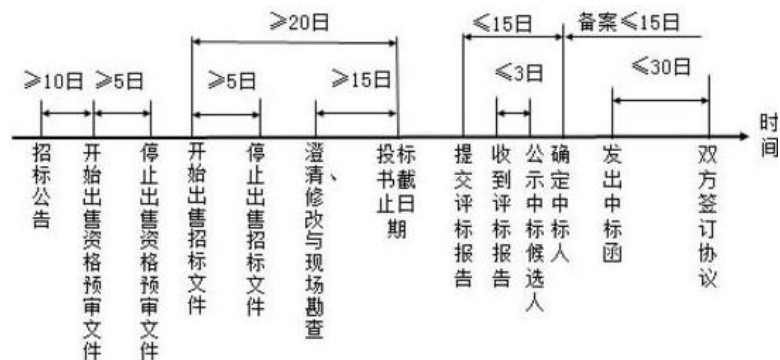 ≥20日
≤15日
备案≤15日
≥10日
≥5日
≥5日
≥15日
≤3日
≤30日
时间
招标公告
开始出售资格预审文件
停止出售资格预审文件
开始出售招标文件
停止出售招标文件
澄清、修改与现场勘查
投标书截止日期
提交评标报告
收到评标报告
公示中标候选人
确定中标人
发出中标函
双方签订协议